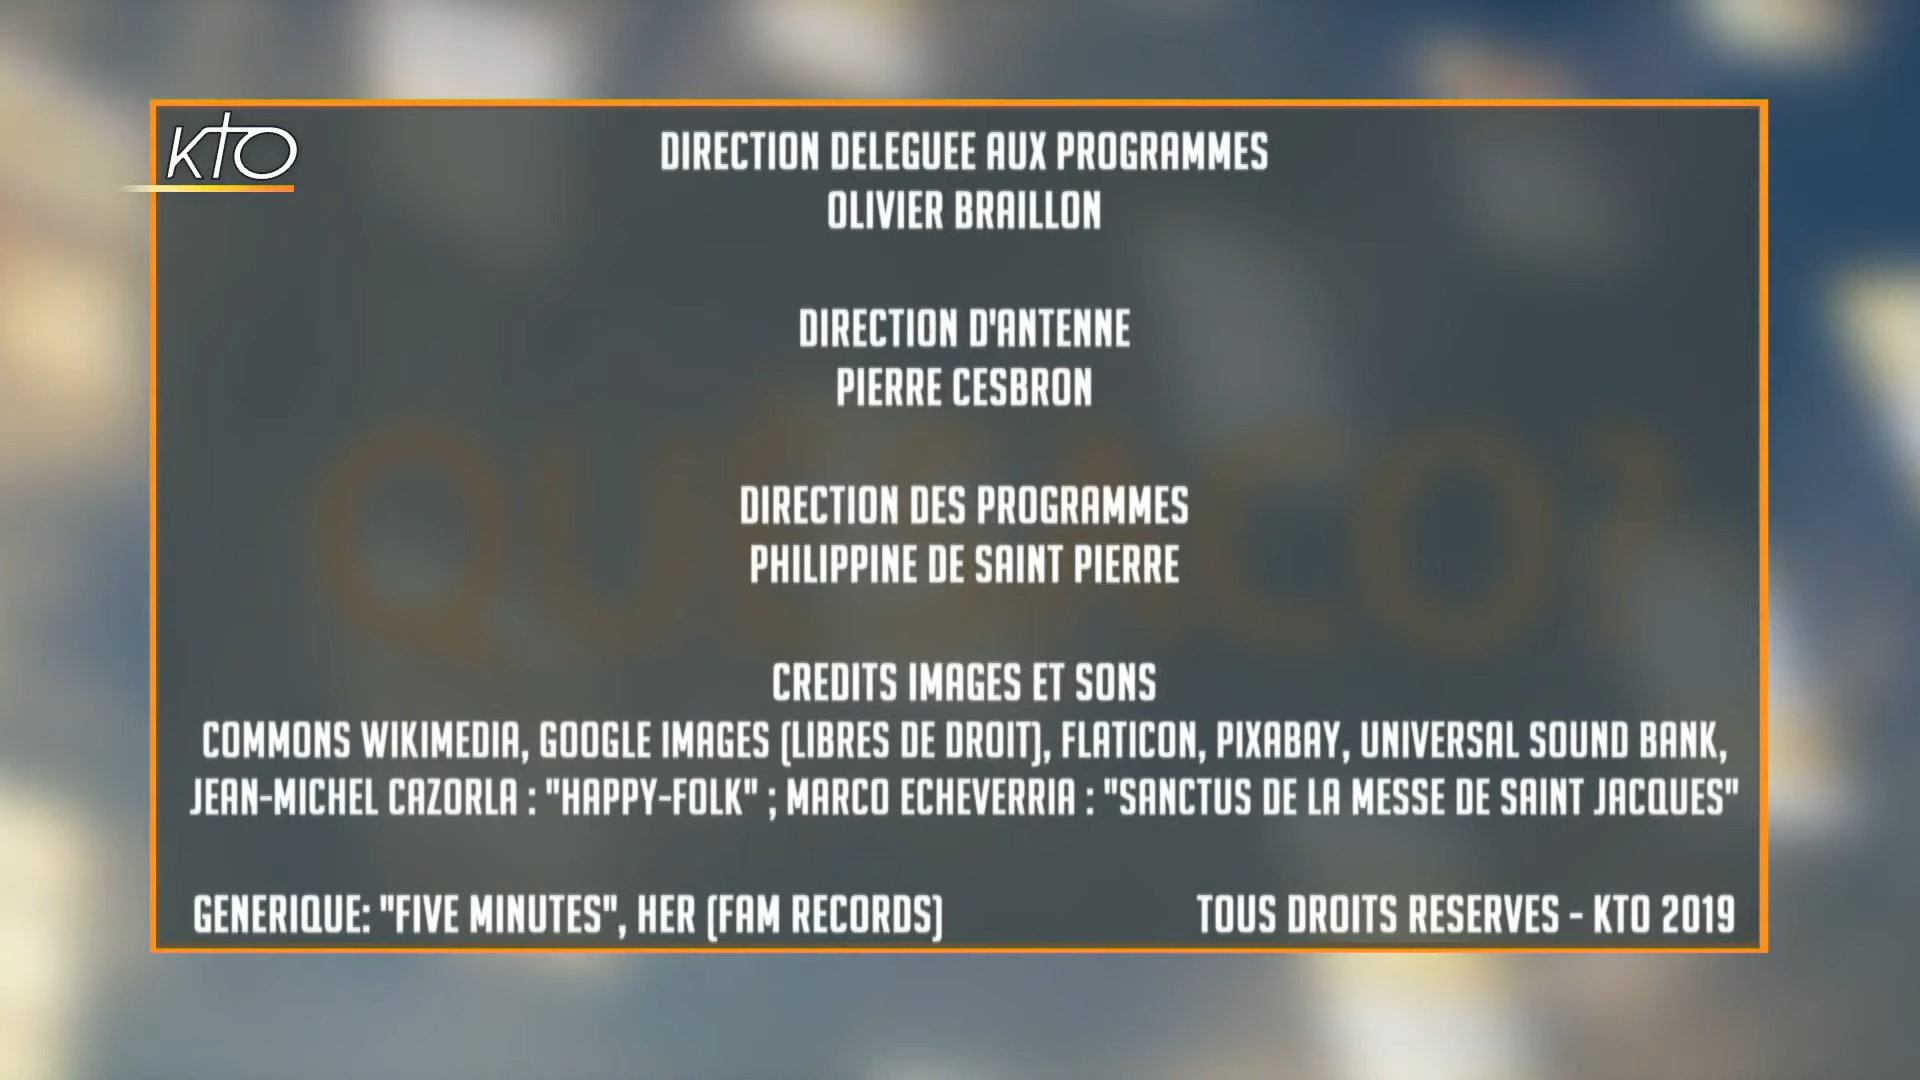 KTO
DIRECTION DELEGUEE AUX PROGRAMMES
OLIVIER BRAILLON
DIRECTION D'ANTENNE
PIERRE CESBRON
QUÉSACO?
DIRECTION DES PROGRAMMES
PHILIPPINE DE SAINT PIERRE
CREDITS IMAGES ET SONS
COMMONS WIKIMEDIA, GOOGLE IMAGES (LIBRES DE DROIT), FLATICON, PIXABAY, UNIVERSAL SOUND BANK,
JEAN-MICHEL CAZORLA : "HAPPY-FOLK" ; MARCO ECHEVERRIA : "SANCTUS DE LA MESSE DE SAINT JACQUES"
GENERIQUE: "FIVE MINUTES", HER (FAM RECORDS)
TOUS DROITS RESERVES - KTO 2019